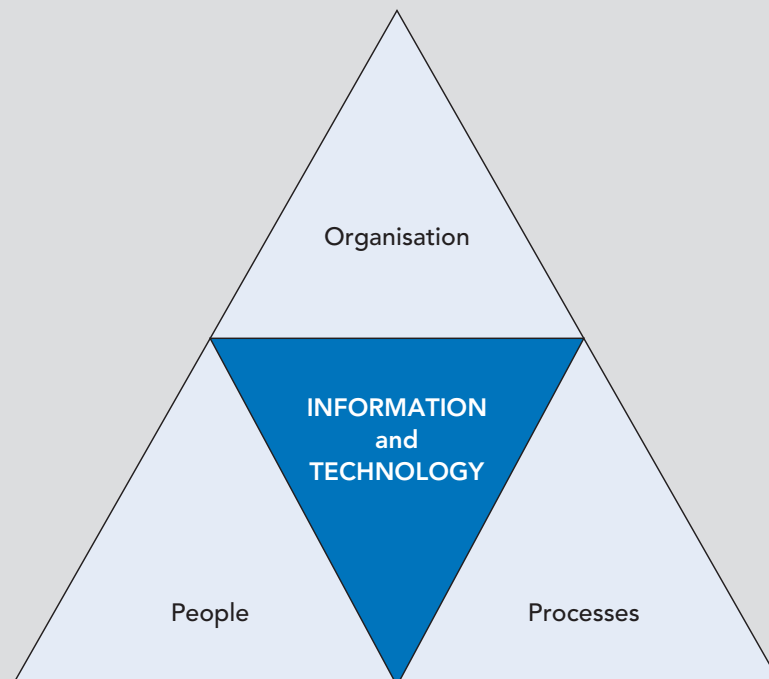 Organisation
INFORMATION
and
TECHNOLOGY
People
Processes